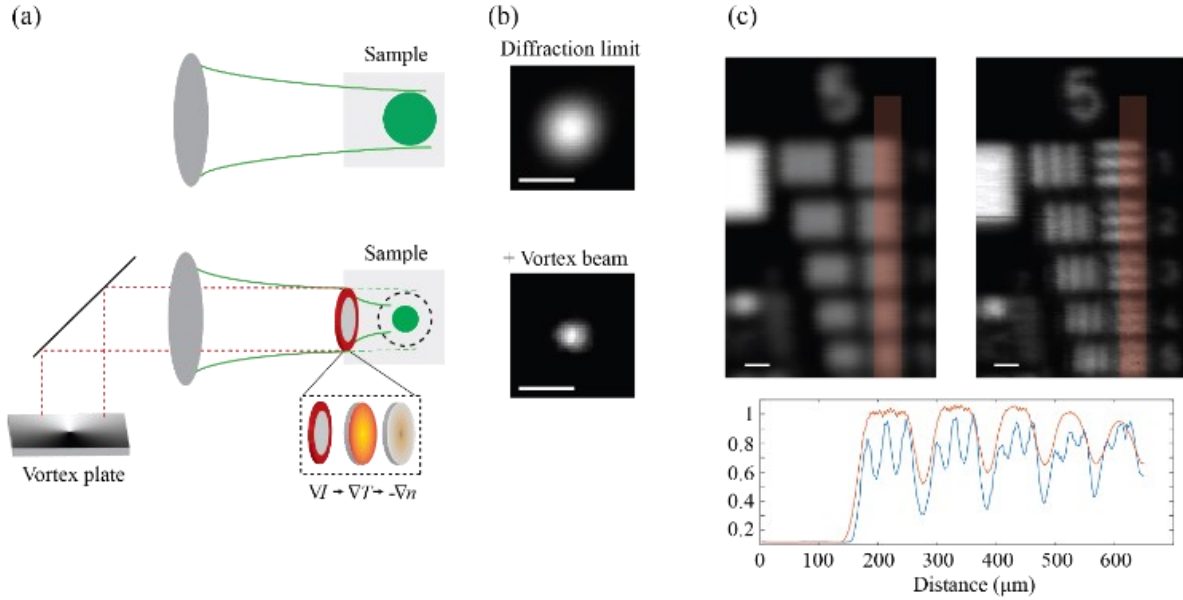 (a)
Sample
Sample
Vortex plate
∇I → ∇T → -∇n
(b)
Diffraction limit
+ Vortex beam
(c)
5
5
1
2
3
4
5
1
0.8
0.6
0.4
0.2
0
100
200
300
400
500
600
Distance (μm)